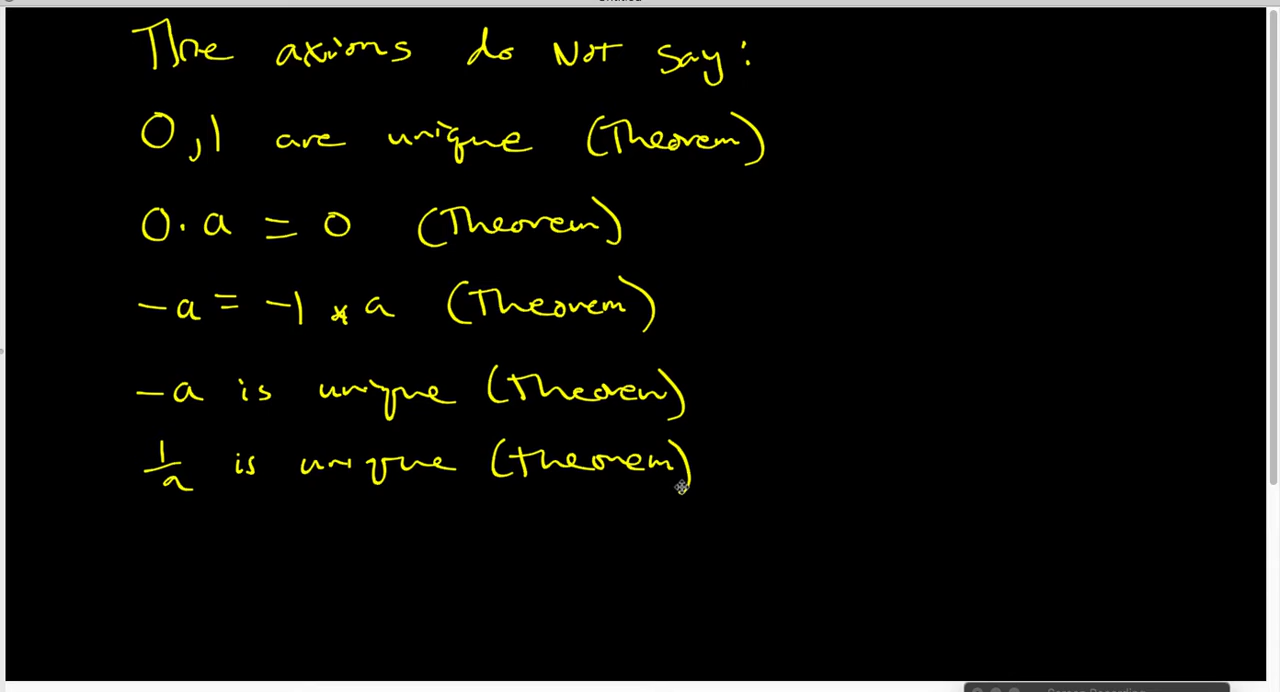 The axioms do Not say:
0,1 are unique (Theorem)
0·a = 0 (Theorem)
-a = -1 * a (Theorem)
-a is unique (Theorem)
1/a is unique (theorem)